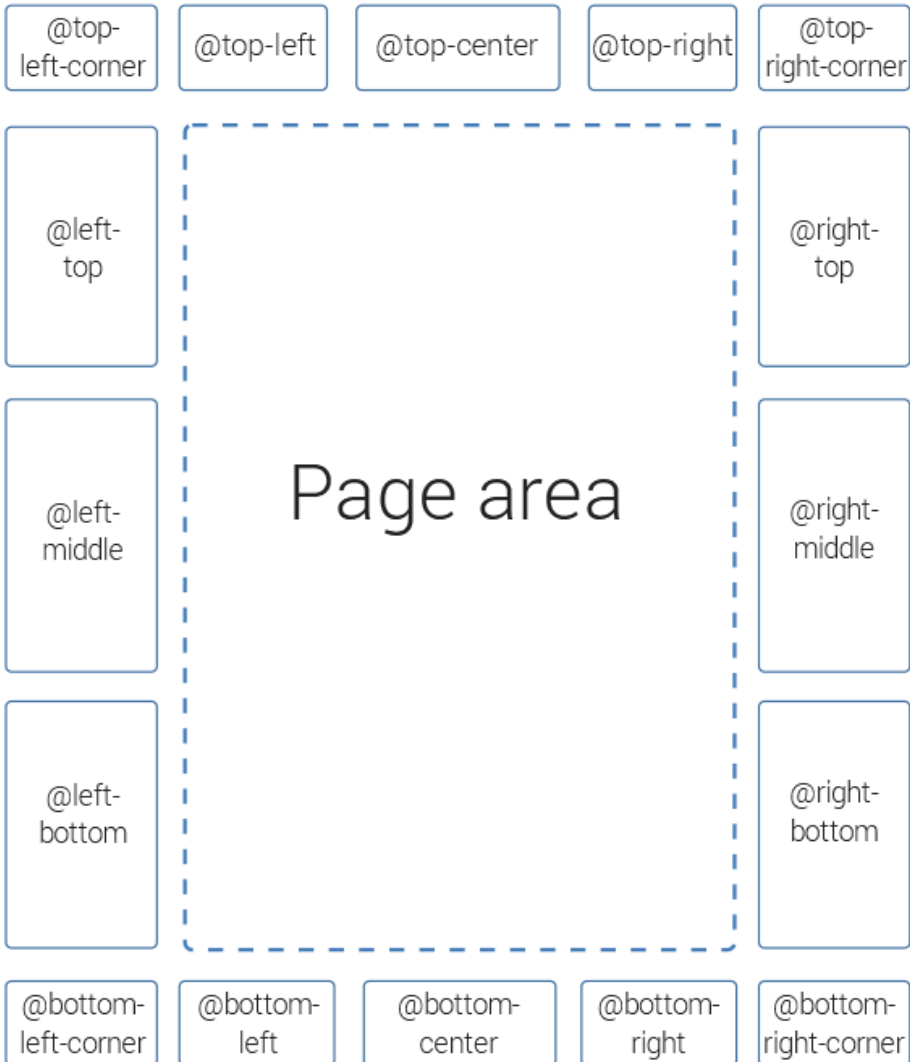 @top-
left-corner
@top-left
@top-center
@top-right
@top-
right-corner
@left-
top
@right-
top
Page area
@left-
middle
@right-
middle
@left-
bottom
@right-
bottom
@bottom-
left-corner
@bottom-
left
@bottom-
center
@bottom-
right
@bottom-
right-corner